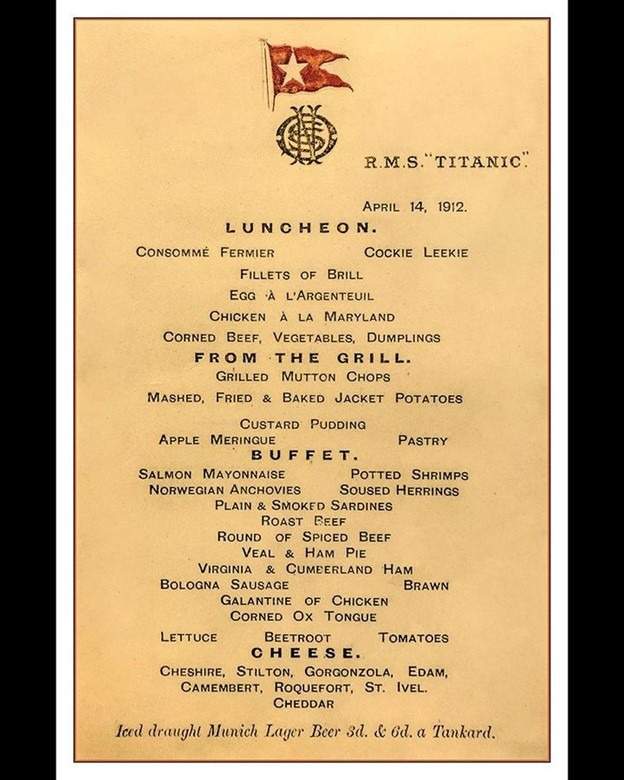 R.M.S. "TITANIC".
APRIL 14, 1912.
LUNCHEON.
CONSOMMÉ FERMIER COCKIE LEEKIE
FILLETS OF BRILL
EGG À L'ARGENTEUIL
CHICKEN À LA MARYLAND
CORNED BEEF, VEGETABLES, DUMPLINGS
FROM THE GRILL.
GRILLED MUTTON CHOPS
MASHED, FRIED & BAKED JACKET POTATOES
CUSTARD PUDDING
APPLE MERINGUE PASTRY
BUFFET.
SALMON MAYONNAISE POTTED SHRIMPS
NORWEGIAN ANCHOVIES SOUSED HERRINGS
PLAIN & SMOKED SARDINES
ROAST BEEF
ROUND OF SPICED BEEF
VEAL & HAM PIE
VIRGINIA & CUMBERLAND HAM
BOLOGNA SAUSAGE BRAWN
GALANTINE OF CHICKEN
CORNED OX TONGUE
LETTUCE BEETROOT TOMATOES
CHEESE.
CHESHIRE, STILTON, GORGONZOLA, EDAM,
CAMEMBERT, ROQUEFORT, ST. IVEL.
CHEDDAR
Iced draught Munich Lager Beer 3d. & 6d. a Tankard.